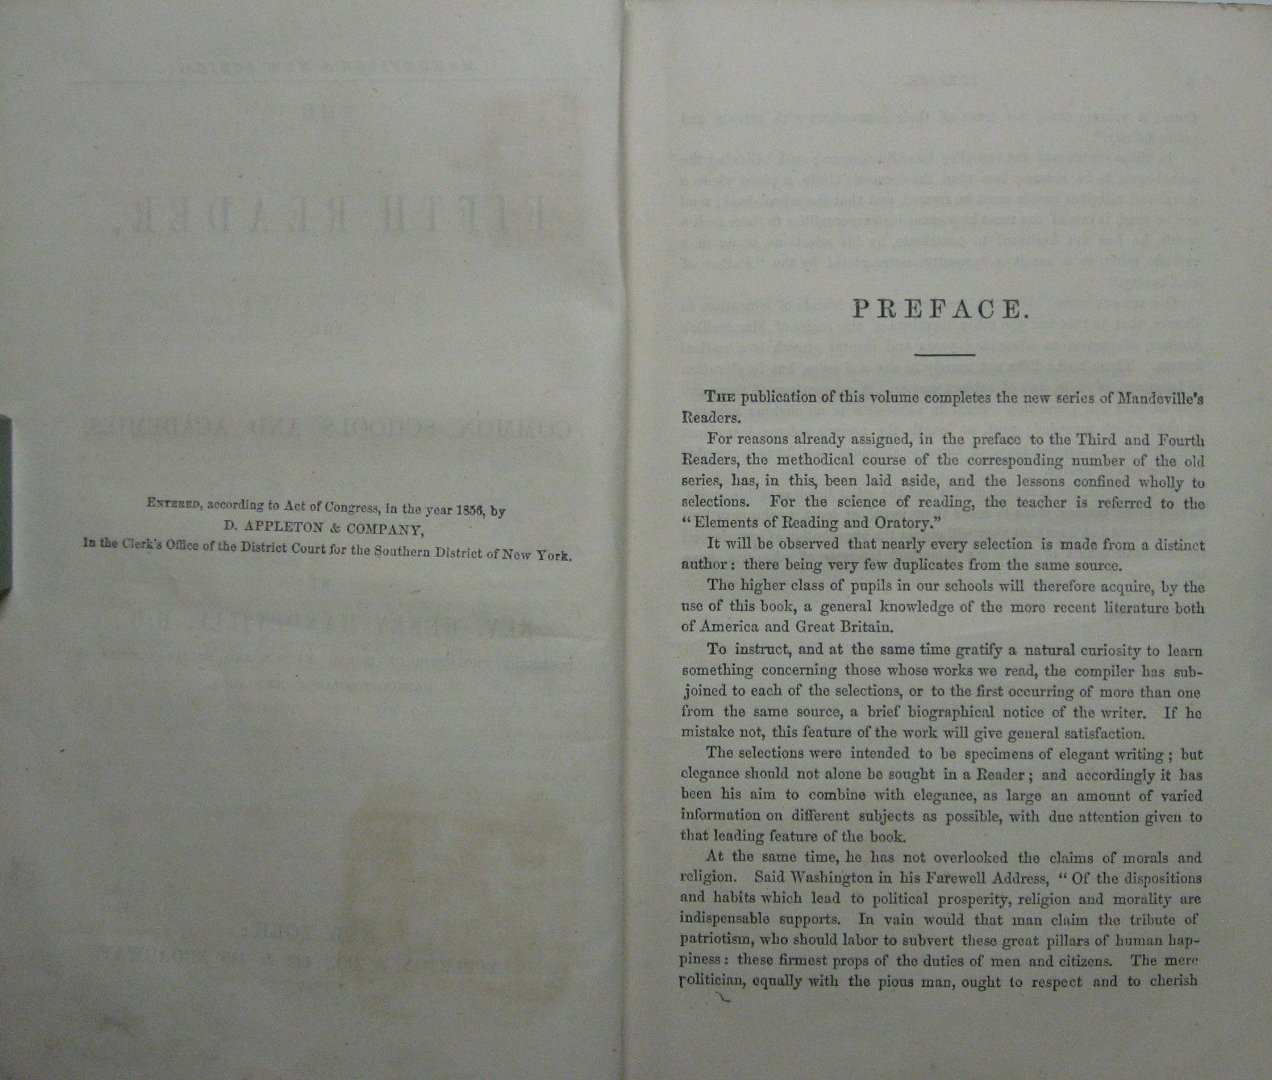 ENTERED, according to Act of Congress, in the year 1856, by
D. APPLETON & COMPANY,
In the Clerk's Office of the District Court for the Southern District of New York.
PREFACE.
THE publication of this volume completes the new series of Mandeville's
Readers.
For reasons already assigned, in the preface to the Third and Fourth
Readers, the methodical course of the corresponding number of the old
series, has, in this, been laid aside, and the lessons confined wholly to
selections. For the science of reading, the teacher is referred to the
"Elements of Reading and Oratory."
It will be observed that nearly every selection is made from a distinct
author: there being very few duplicates from the same source.
The higher class of pupils in our schools will therefore acquire, by the
use of this book, a general knowledge of the more recent literature both
of America and Great Britain.
To instruct, and at the same time gratify a natural curiosity to learn
something concerning those whose works we read, the compiler has sub-
joined to each of the selections, or to the first occurring of more than one
from the same source, a brief biographical notice of the writer. If he
mistake not, this feature of the work will give general satisfaction.
The selections were intended to be specimens of elegant writing; but
elegance should not alone be sought in a Reader; and accordingly it has
been his aim to combine with elegance, as large an amount of varied
information on different subjects as possible, with due attention given to
that leading feature of the book.
At the same time, he has not overlooked the claims of morals and
religion. Said Washington in his Farewell Address, "Of the dispositions
and habits which lead to political prosperity, religion and morality are
indispensable supports. In vain would that man claim the tribute of
patriotism, who should labor to subvert these great pillars of human hap-
piness: these firmest props of the duties of men and citizens. The mere
politician, equally with the pious man, ought to respect and to cherish